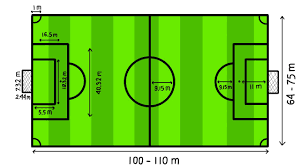 1 m
16.5 m
7.32 m
18.32 m
40.32 m
9.15 m
9.15 m
11 m
2.44 m
5.5 m
64 - 75 m
100 - 110 m